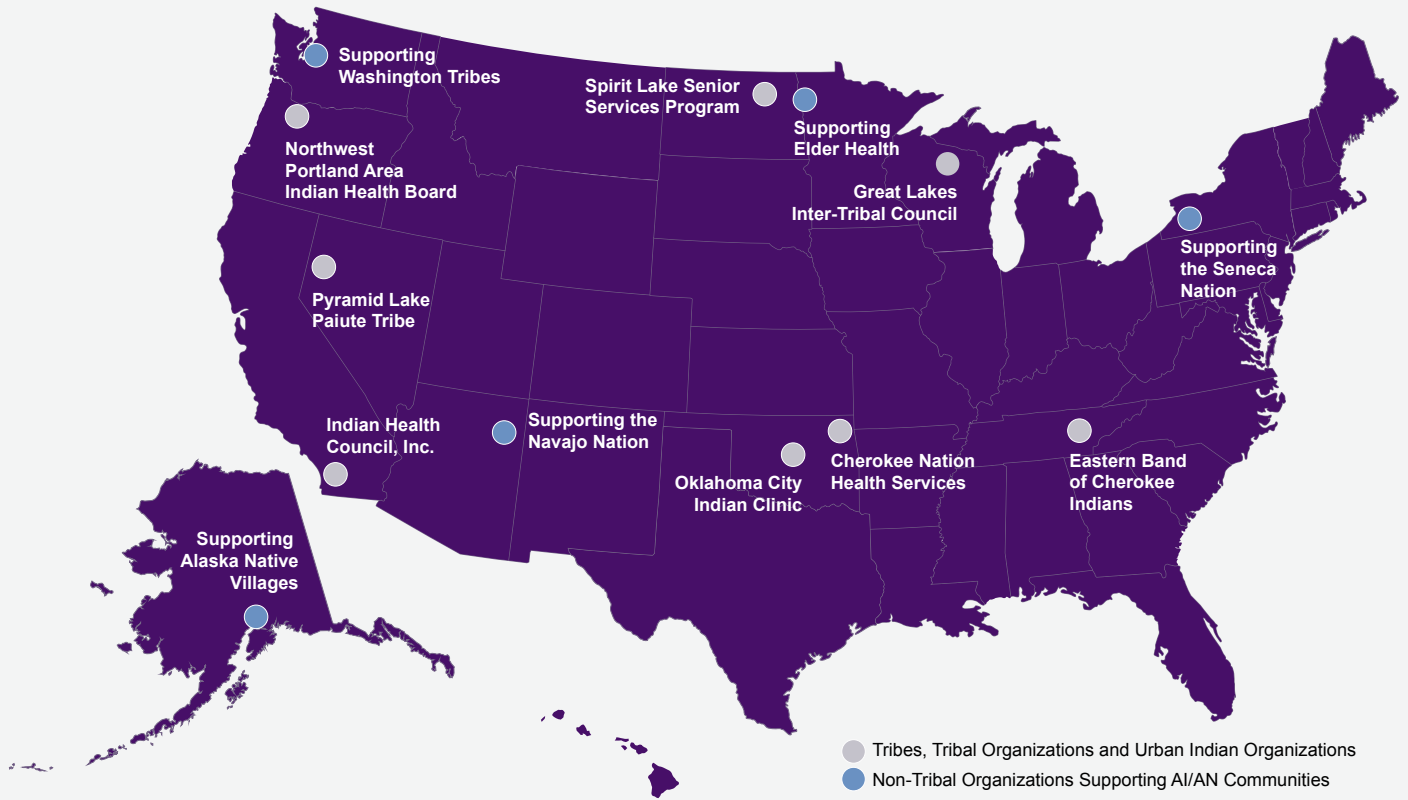 Supporting
Washington Tribes
Spirit Lake Senior
Services Program
Supporting
Elder Health
Northwest
Portland Area
Indian Health Board
Great Lakes
Inter-Tribal Council
Supporting
the Seneca
Nation
Pyramid Lake
Paiute Tribe
Indian Health
Council, Inc.
Supporting the
Navajo Nation
Oklahoma City
Indian Clinic
Cherokee Nation
Health Services
Eastern Band
of Cherokee
Indians
Supporting
Alaska Native
Villages
Tribes, Tribal Organizations and Urban Indian Organizations
Non-Tribal Organizations Supporting AI/AN Communities